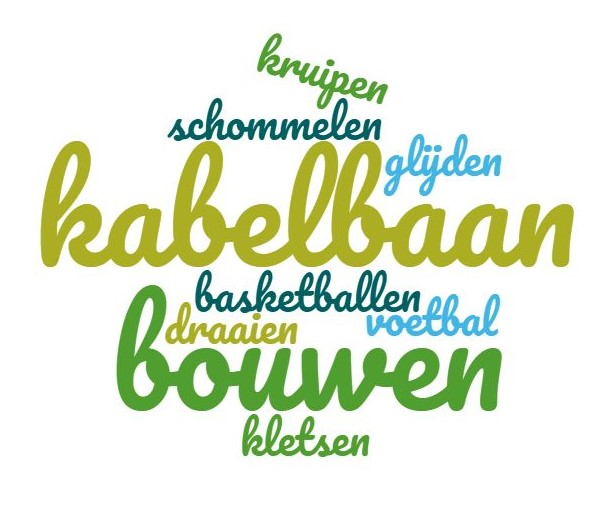 kruipen
schommelen
glijden
kabelbaan
basketballen
draaien
voetbal
bouwen
kletsen